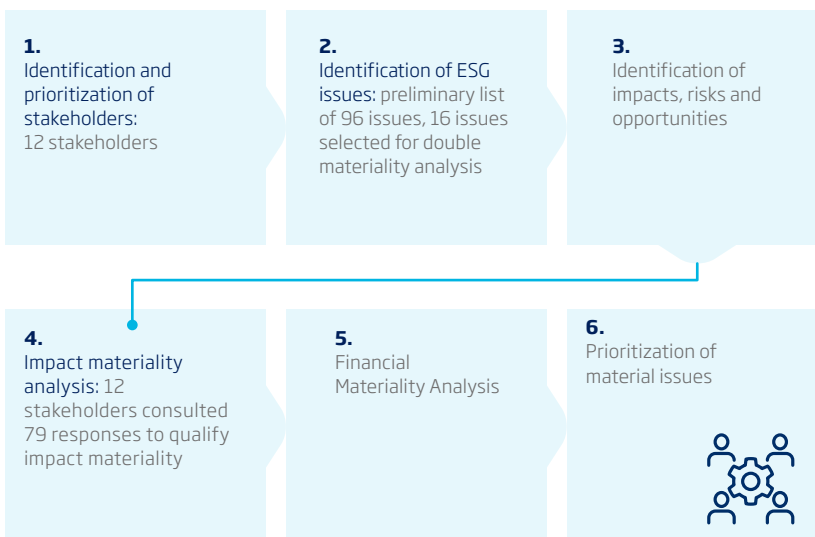 1.
Identification and
prioritization of
stakeholders:
12 stakeholders
2.
Identification of ESG
issues: preliminary list
of 96 issues, 16 issues
selected for double
materiality analysis
3.
Identification of
impacts, risks and
opportunities
4.
Impact materiality
analysis: 12
stakeholders consulted
79 responses to qualify
impact materiality
5.
Financial
Materiality Analysis
6.
Prioritization of
material issues